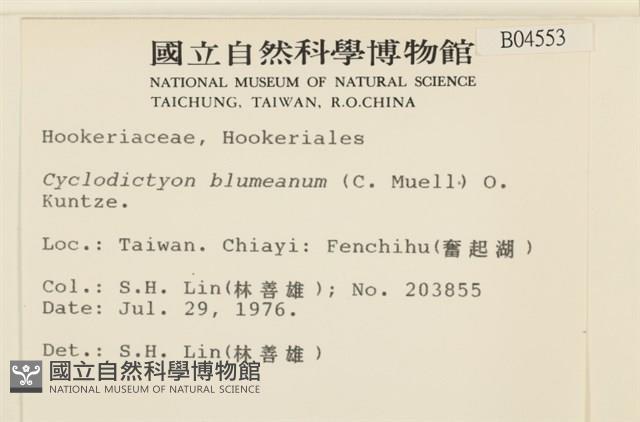 國立自然科學博物館
B04553
NATIONAL MUSEUM OF NATURAL SCIENCE
TAICHUNG, TAIWAN, R.O.CHINA
Hookeriaceae, Hookeriales
Cyclodictyon blumeanum (C. Muell.) O.
Kuntze.
Loc.: Taiwan. Chiayi: Fenchihu(奮起湖)
Col.: S.H. Lin(林善雄); No. 203855
Date: Jul. 29, 1976.
Det.: S.H. Lin(林善雄)
國立自然科學博物館
NATIONAL MUSEUM OF NATURAL SCIENCE